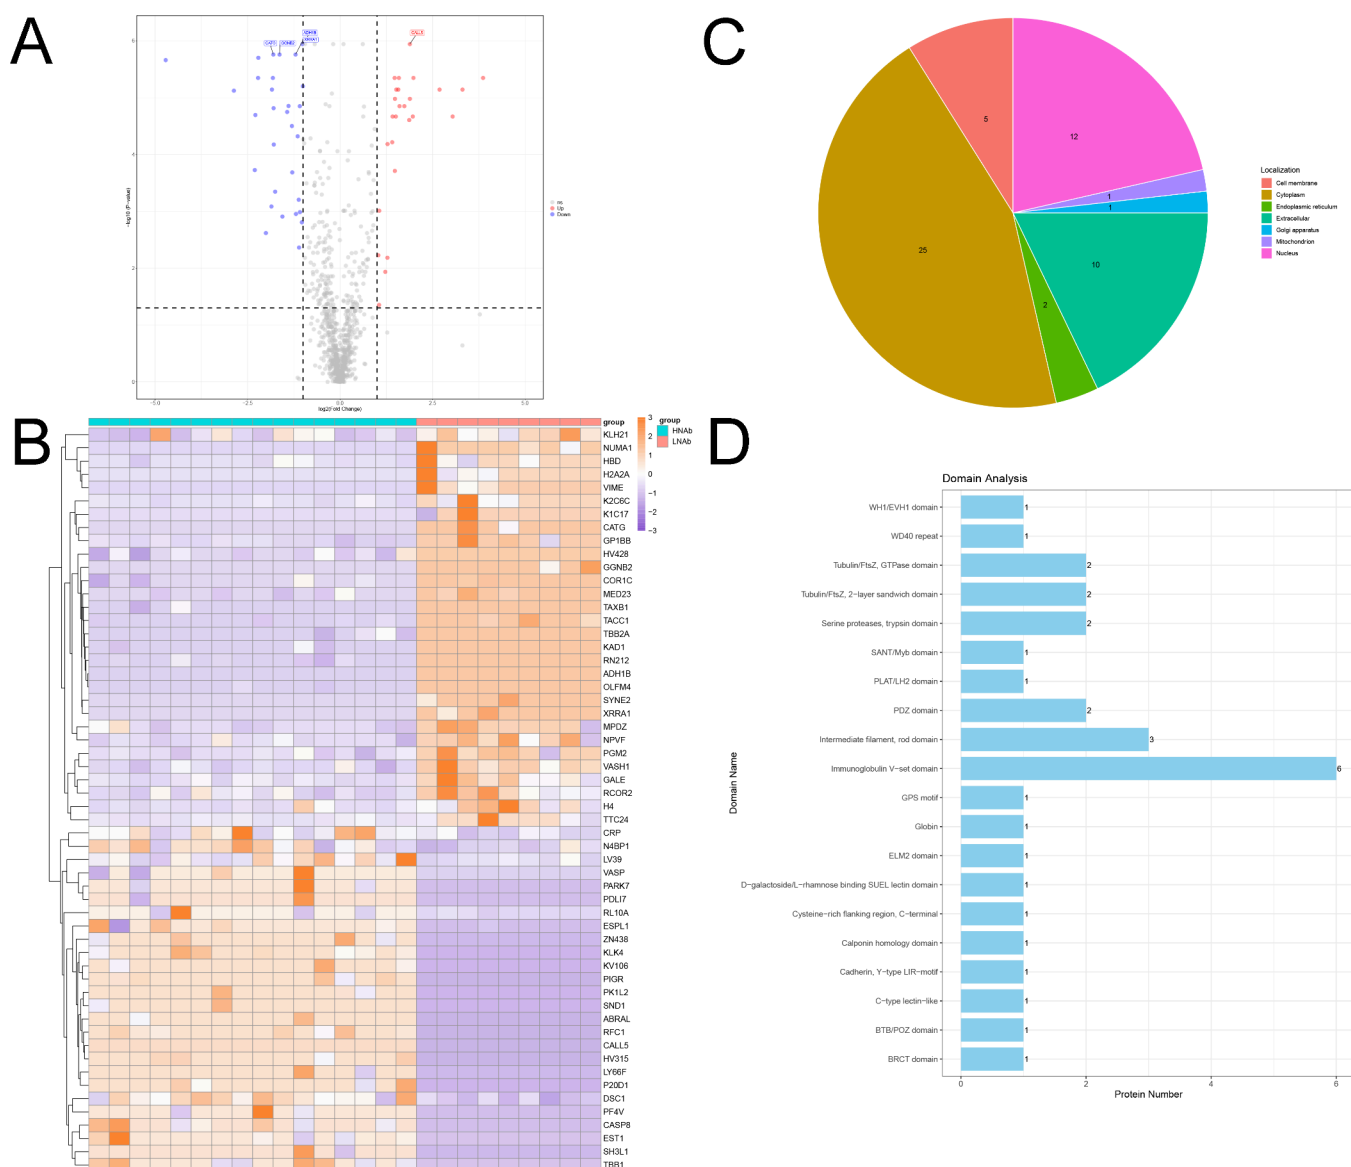 A
6
4
2
0
−log10 (P−value)
−5.0
−2.5
0.0
2.5
5.0
log2(Fold Change)
CALL5
ns
Up
Down
C
5
12
1
1
10
2
25
Localization
Cell membrane
Cytoplasm
Endoplasmic reticulum
Extracellular
Golgi apparatus
Mitochondrion
Nucleus
B
group
KLH21
NUMA1
HBD
H2A2A
VIME
K2C6C
K1C17
CATG
GP1BB
HV428
GGNB2
COR1C
MED23
TAXB1
TACC1
TBB2A
KAD1
RN212
ADH1B
OLFM4
SYNE2
XRRA1
MPDZ
NPVF
PGM2
VASH1
GALE
RCOR2
H4
TTC24
CRP
N4BP1
LV39
VASP
PARK7
PDLI7
RL10A
ESPL1
ZN438
KLK4
KV106
PIGR
PK1L2
SND1
ABRAL
RFC1
CALL5
HV315
LY66F
P20D1
DSC1
PF4V
CASP8
EST1
SH3L1
TBB1
3
2
1
0
−1
−2
−3
group
HNAb
LNAb
D
Domain Analysis
Domain Name
WH1/EVH1 domain 1
WD40 repeat 1
Tubulin/FtsZ, GTPase domain 2
Tubulin/FtsZ, 2−layer sandwich domain 2
Serine proteases, trypsin domain 2
SANT/Myb domain 1
PLAT/LH2 domain 1
PDZ domain 2
Intermediate filament, rod domain 3
Immunoglobulin V−set domain 6
GPS motif 1
Globin 1
ELM2 domain 1
D−galactoside/L−rhamnose binding SUEL lectin domain 1
Cysteine−rich flanking region, C−terminal 1
Calponin homology domain 1
Cadherin, Y−type LIR−motif 1
C−type lectin−like 1
BTB/POZ domain 1
BRCT domain 1
0
2
4
6
Protein Number